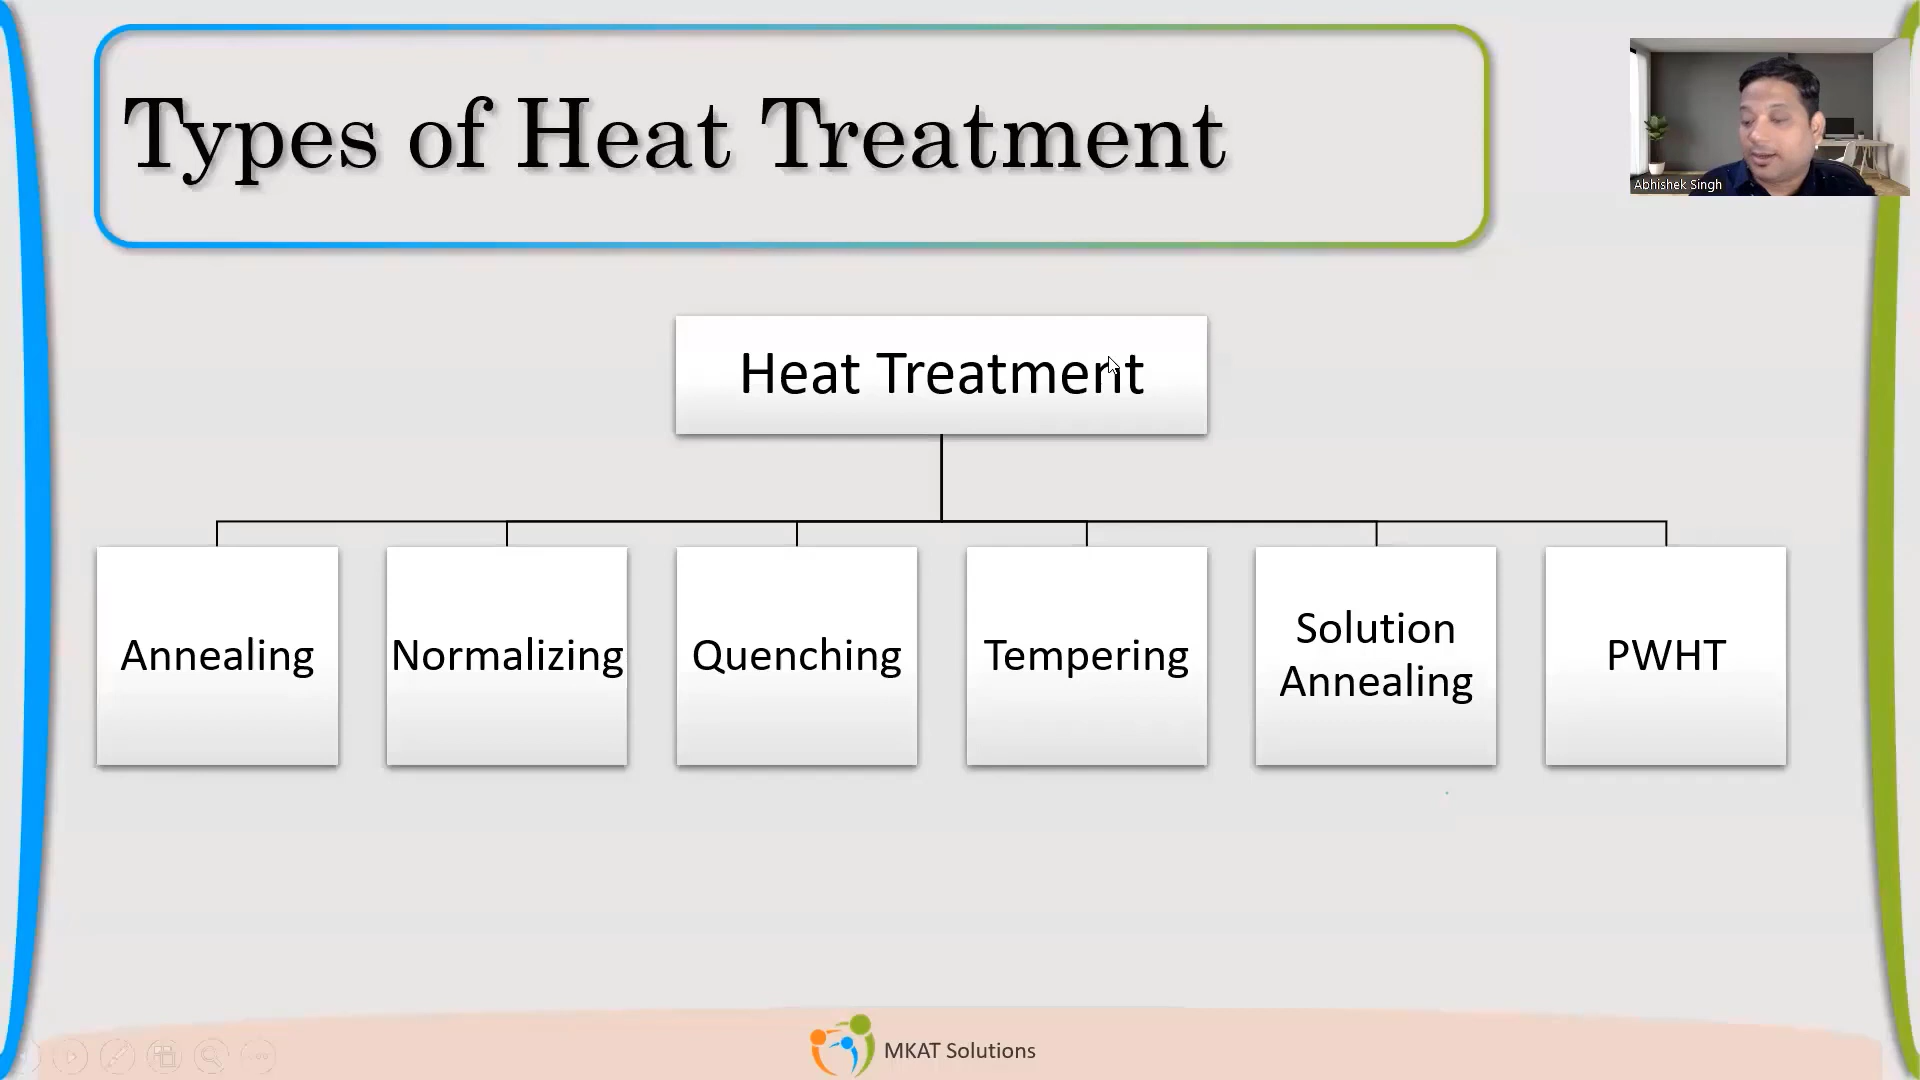 Types of Heat Treatment
Abhishek Singh
Heat Treatment
Annealing
Normalizing
Quenching
Tempering
Solution
Annealing
PWHT
MKAT Solutions